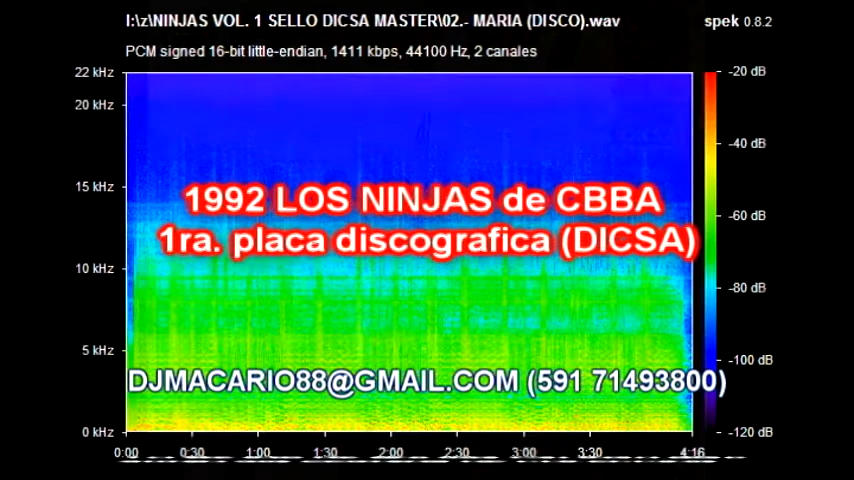 I:\z\NINJAS VOL. 1 SELLO DICSA MASTER\02.- MARIA (DISCO).wav
spek 0.8.2
PCM signed 16-bit little-endian, 1411 kbps, 44100 Hz, 2 canales
22 kHz
20 kHz
15 kHz
10 kHz
5 kHz
0 kHz
1992 LOS NINJAS de CBBA
1ra. placa discografica (DICSA)
DJMACARIO88@GMAIL.COM (591 71493800)
-20 dB
-40 dB
-60 dB
-80 dB
-100 dB
-120 dB
0:00 0:30 1:00 1:30 2:00 2:30 3:00 3:30 4:16